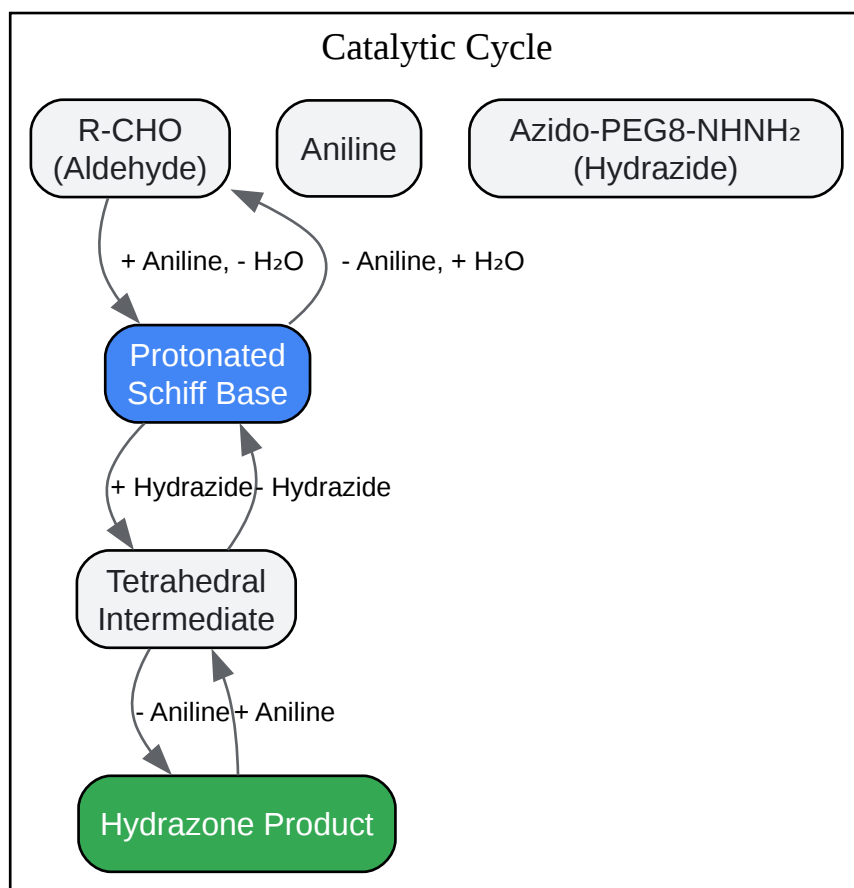 Catalytic Cycle
R-CHO
(Aldehyde)
Aniline
Azido-PEG8-NHNH₂
(Hydrazide)
+ Aniline, - H₂O
- Aniline, + H₂O
Protonated
Schiff Base
+ Hydrazide
- Hydrazide
Tetrahedral
Intermediate
- Aniline
+ Aniline
Hydrazone Product